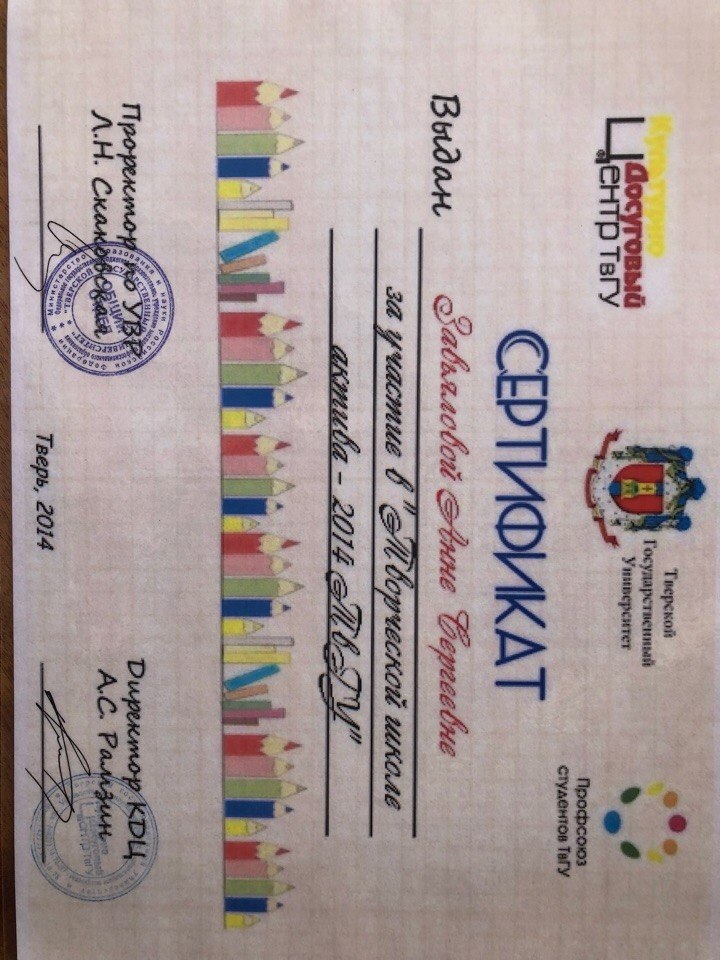 Культурно
Досуговый
Центр ТвГУ
Тверской
Государственный
Университет
Профсоюз
студентов ТвГУ
СЕРТИФИКАТ
Выдан
Завьяловой Анне Сергеевне
за участие в "Творческой школе
актива – 2014 ТвГУ"
Проректор по УВР
Л.Н. Скаковская
Директор КДЦ
А.С. Рамзин
Тверь, 2014